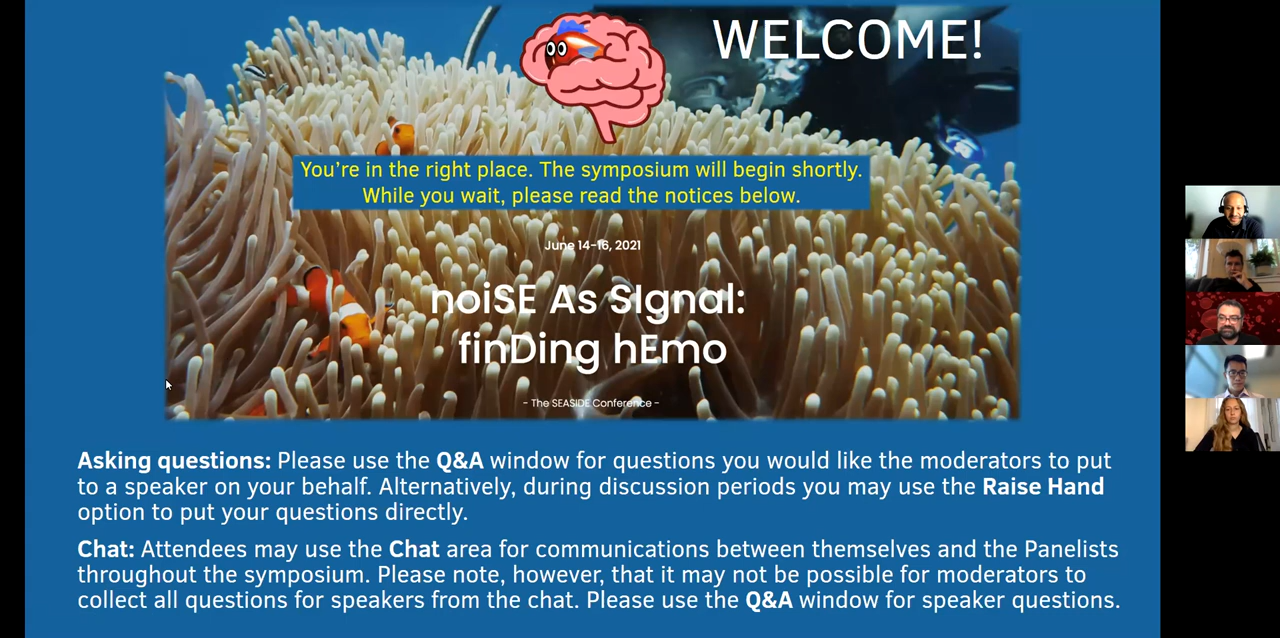 WELCOME!
You’re in the right place. The symposium will begin shortly.
While you wait, please read the notices below.
June 14-16, 2021
noiSE As SIgnal:
finDing hEmo
- The SEASIDE Conference -
Asking questions: Please use the Q&A window for questions you would like the moderators to put
to a speaker on your behalf. Alternatively, during discussion periods you may use the Raise Hand
option to put your questions directly.
Chat: Attendees may use the Chat area for communications between themselves and the Panelists
throughout the symposium. Please note, however, that it may not be possible for moderators to
collect all questions for speakers from the chat. Please use the Q&A window for speaker questions.